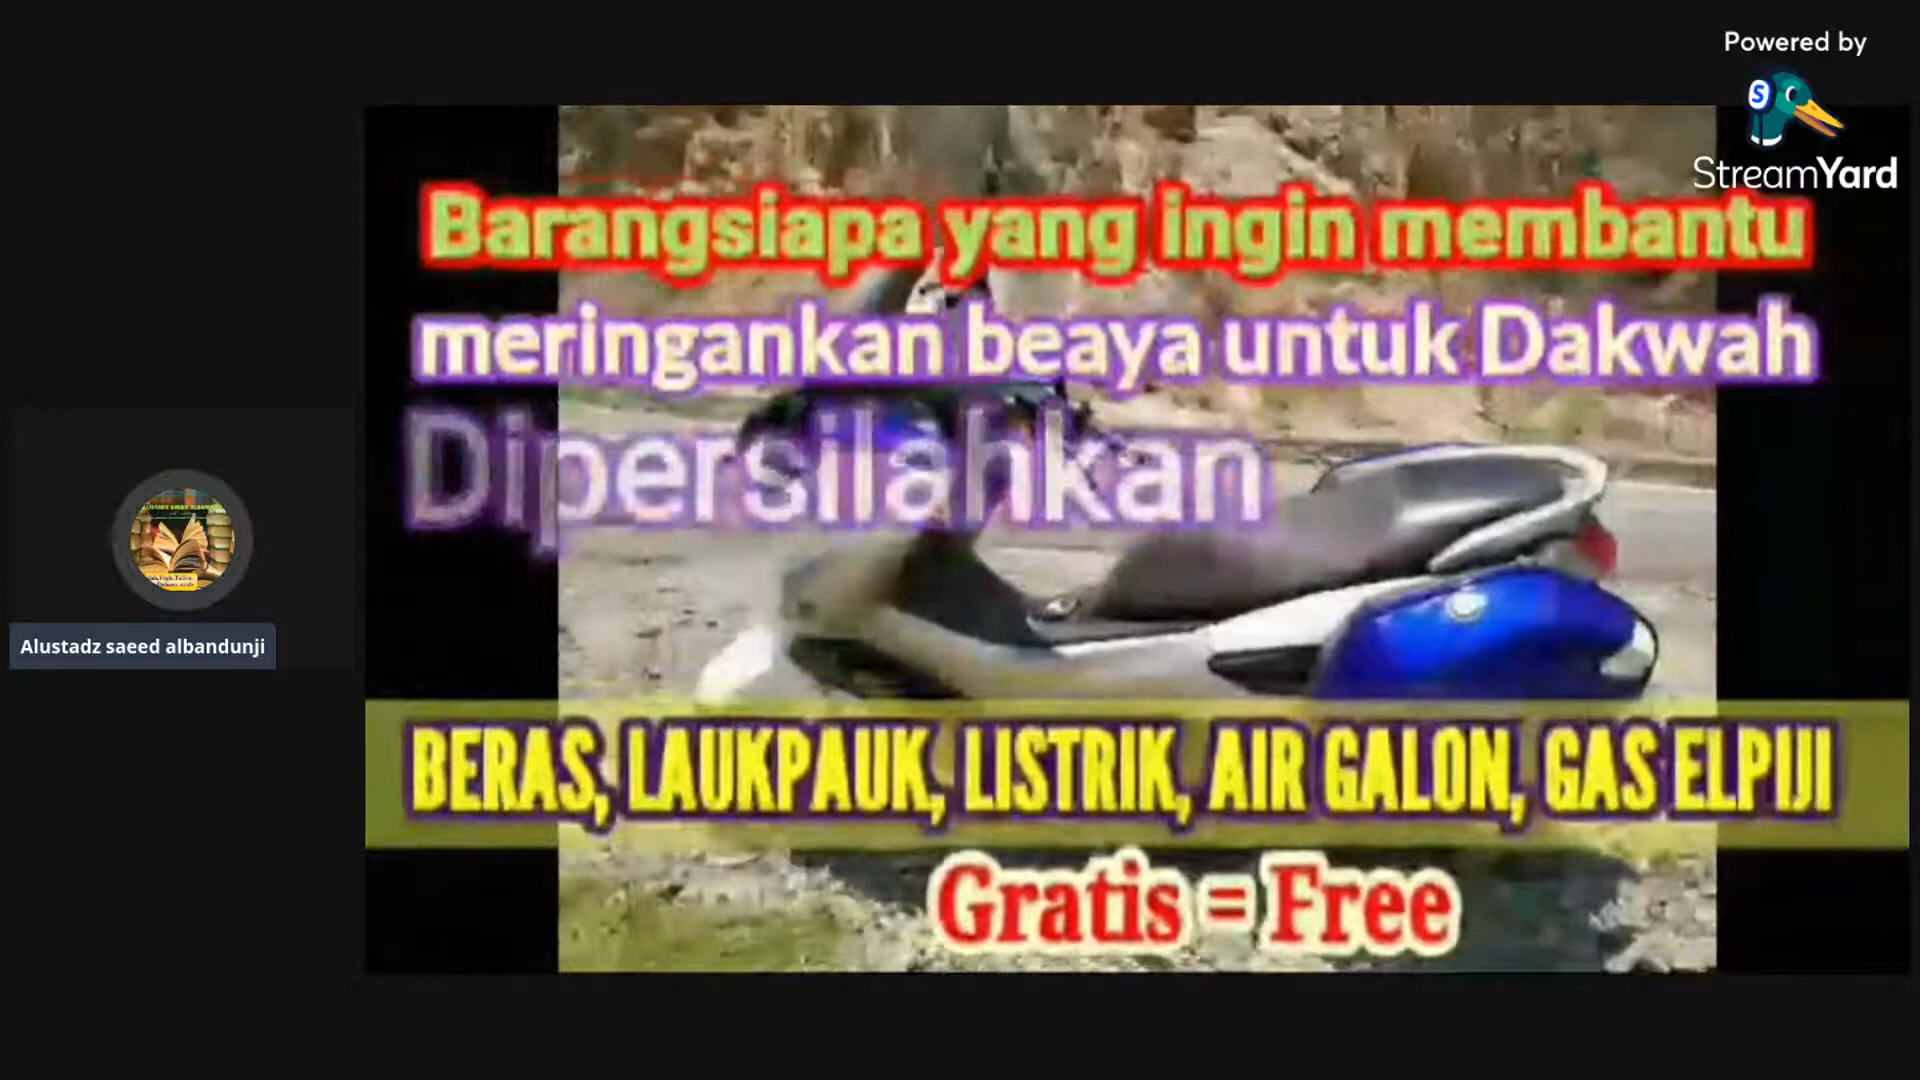 Powered by
StreamYard
Barangsiapa yang ingin membantu
meringankan beaya untuk Dakwah
Dipersilahkan
Alustadz saeed albandunji
BERAS, LAUKPAUK, LISTRIK, AIR GALON, GAS ELPIJI
Gratis = Free